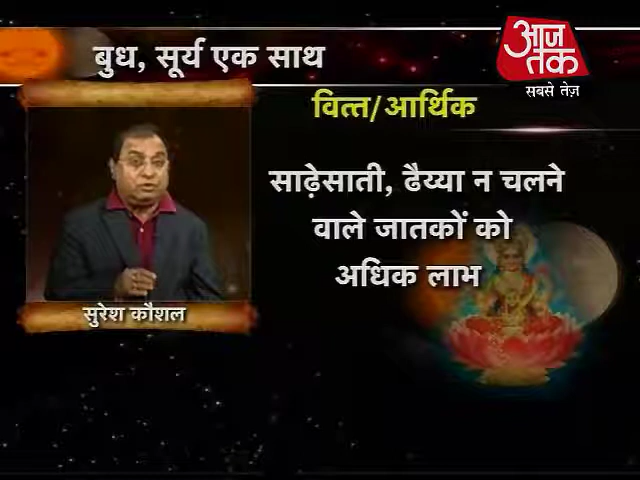 बुध, सूर्य एक साथ
आज
तक
सबसे तेज़
वित्त/आर्थिक
साढ़ेसाती, ढैय्या न चलने
वाले जातकों को
अधिक लाभ
सुरेश कौशल